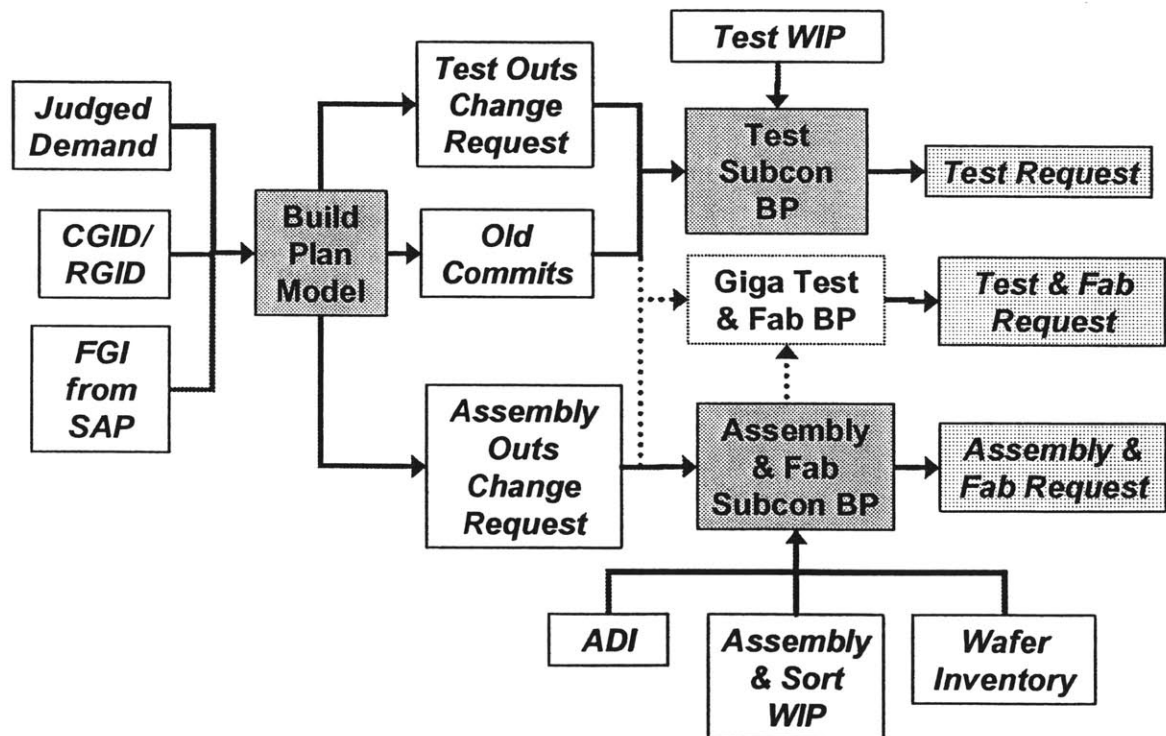 Judged
Demand
CGID/
RGID
FGI
from
SAP
Build
Plan
Model
Test Outs
Change
Request
Old
Commits
Assembly
Outs
Change
Request
Test WIP
Test
Subcon
BP
Giga Test
& Fab BP
Assembly
& Fab
Subcon BP
Test Request
Test & Fab
Request
Assembly &
Fab Request
ADI
Assembly
& Sort
WIP
Wafer
Inventory